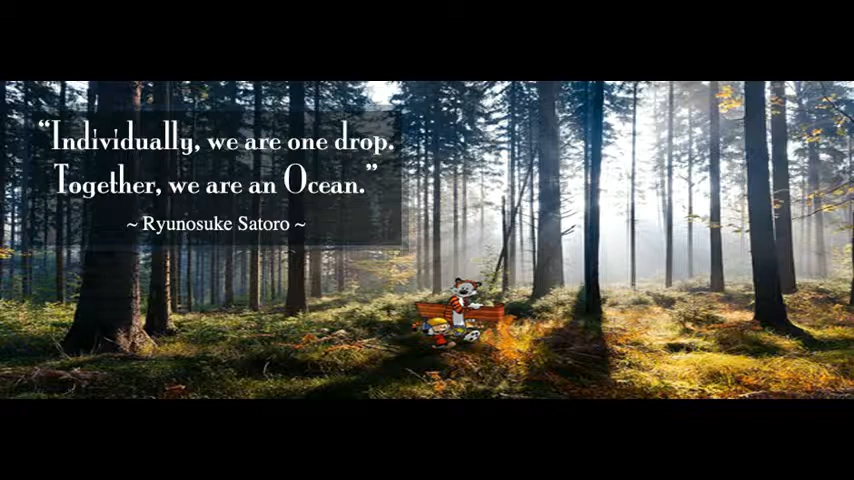 “Individually, we are one drop.
Together, we are an Ocean.”
~ Ryunosuke Satoro ~